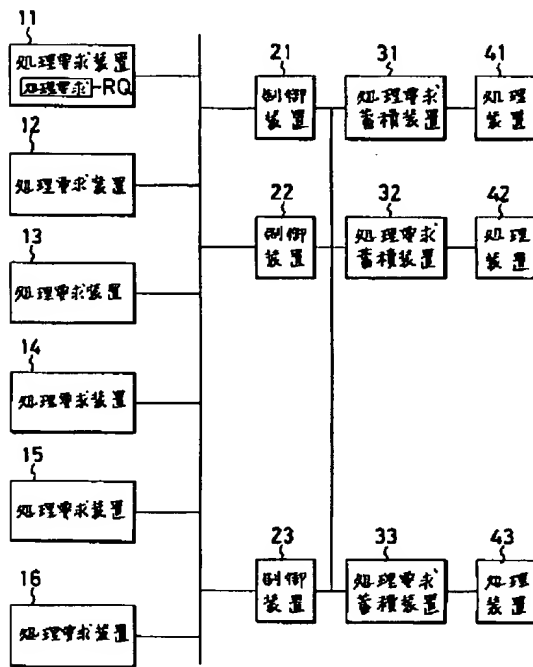 11
処理要求装置
処理要求 RQ
12
処理要求装置
13
処理要求装置
14
処理要求装置
15
処理要求装置
16
処理要求装置
21
制御
装置
31
処理要求
蓄積装置
41
処理
装置
22
制御
装置
32
処理要求
蓄積装置
42
処理
装置
23
制御
装置
33
処理要求
蓄積装置
43
処理
装置